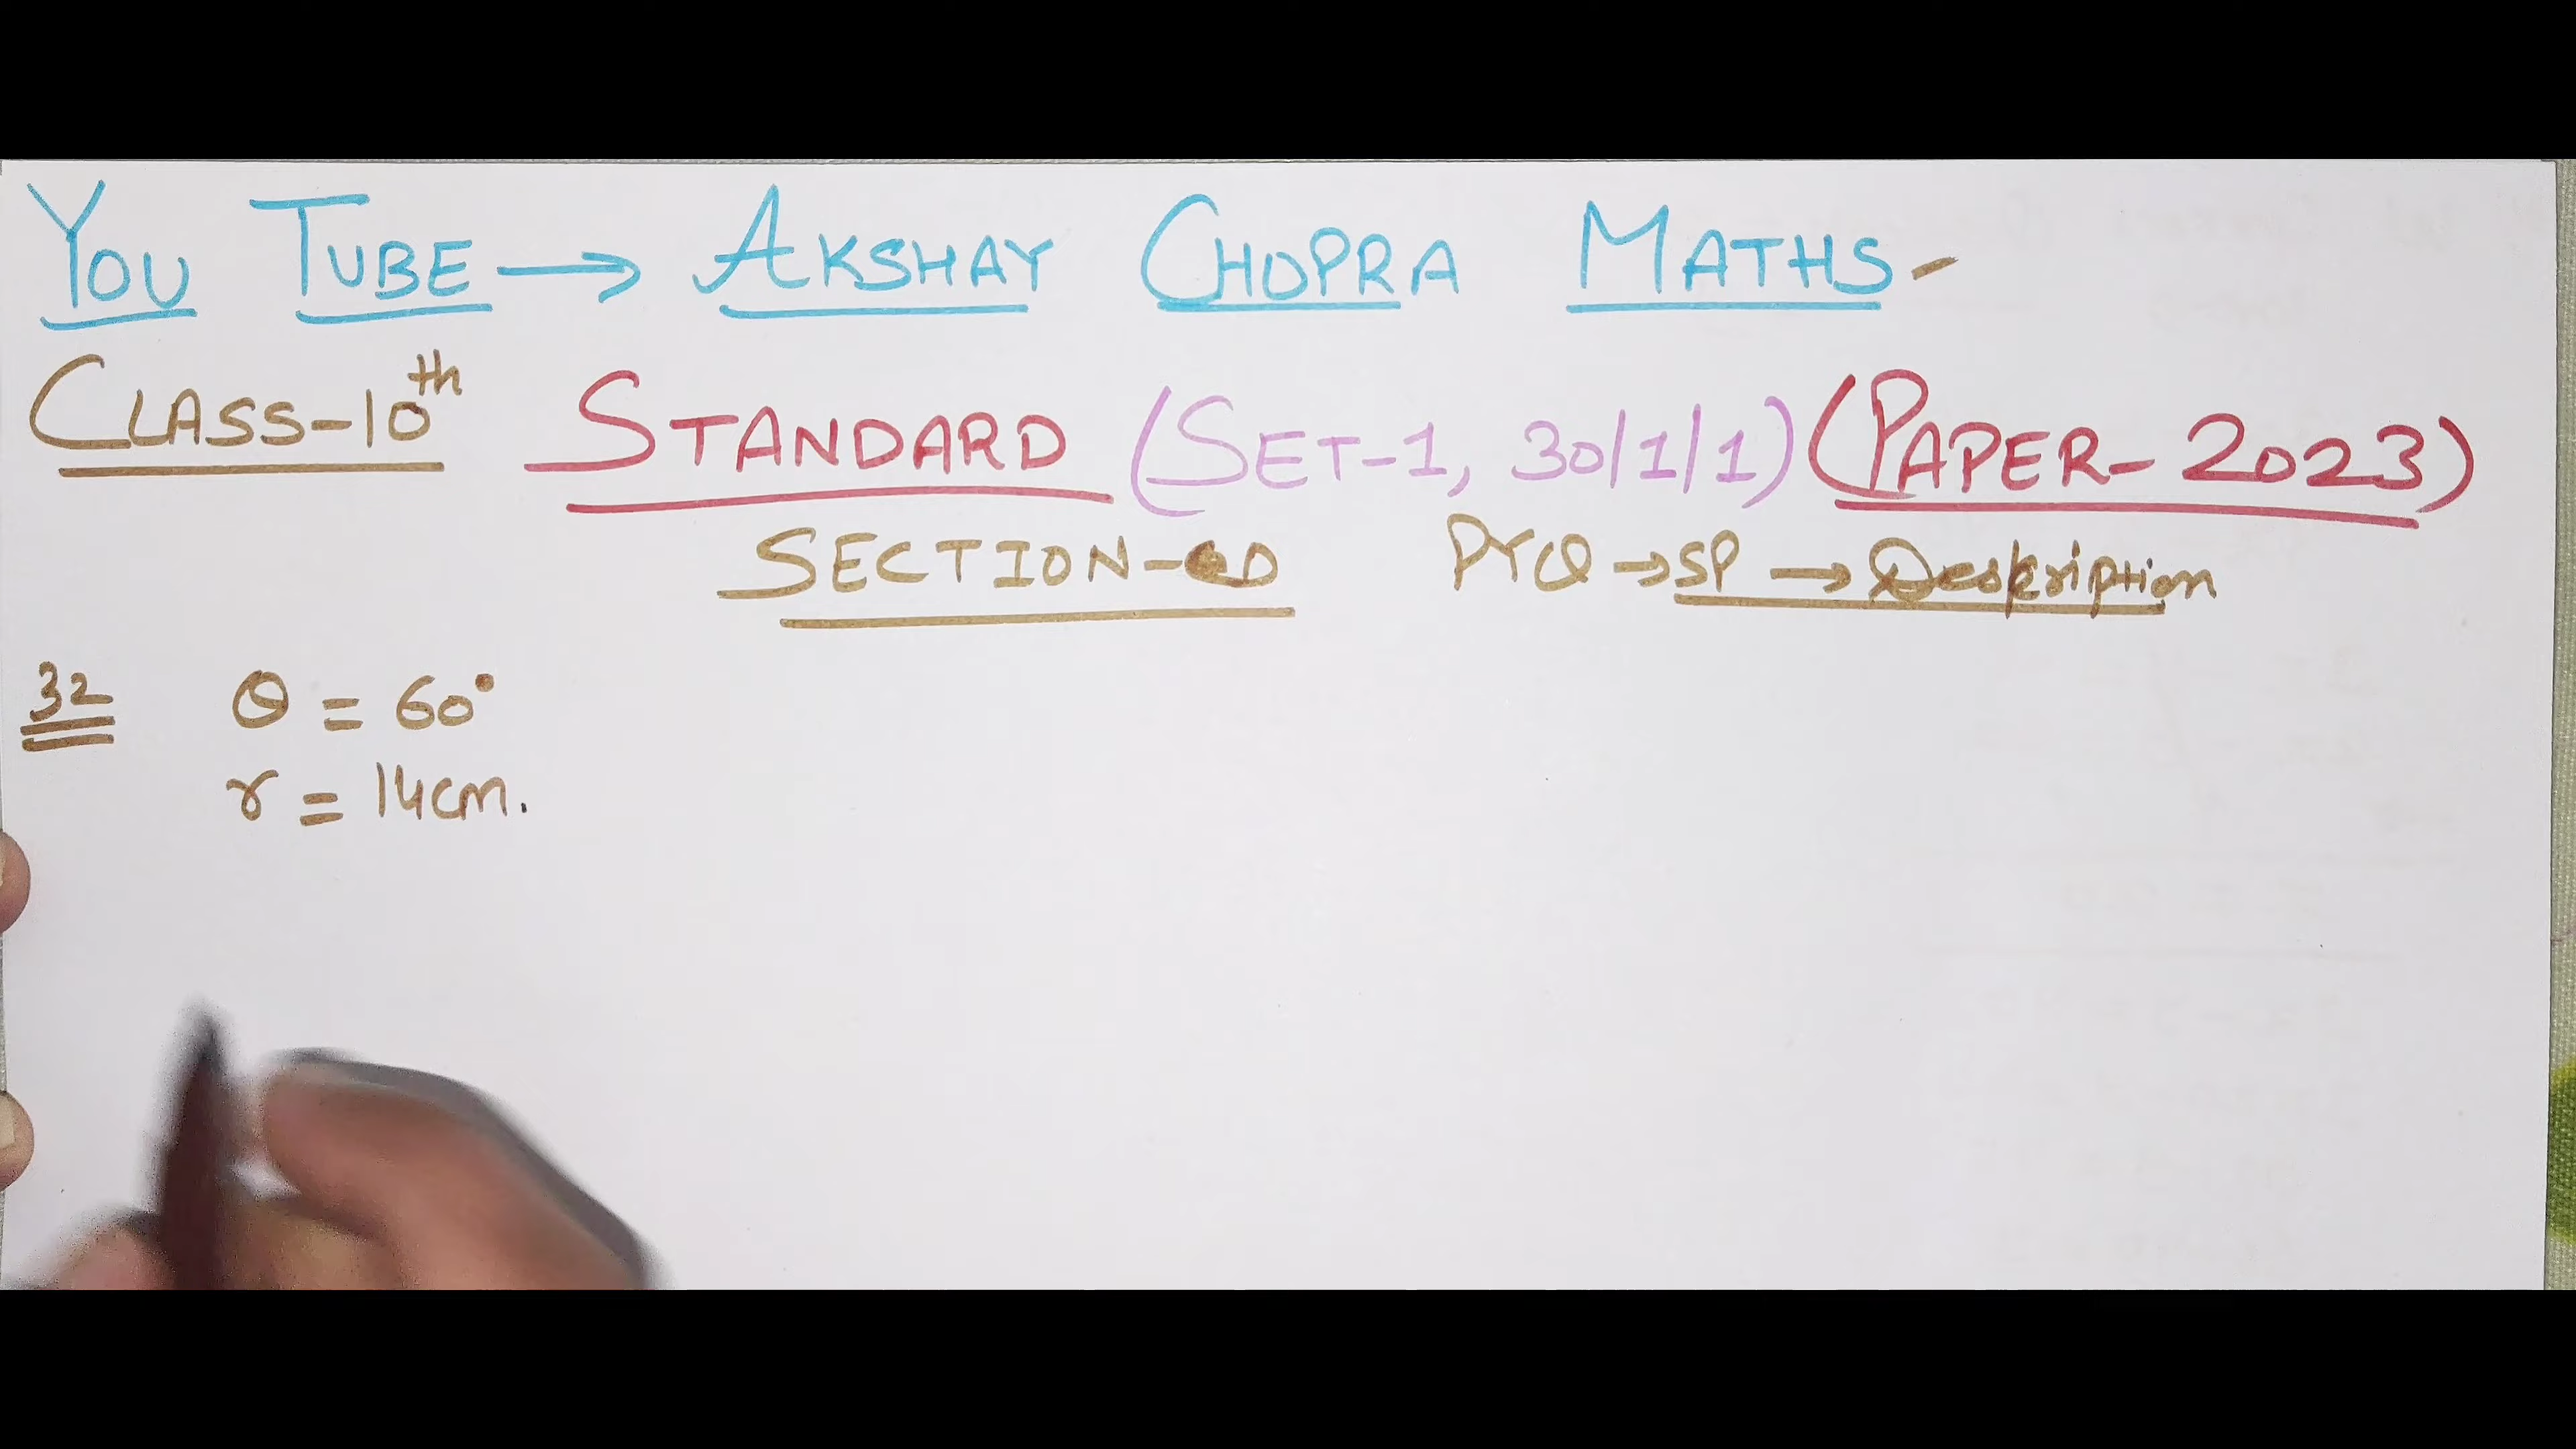 YOU TUBE → AKSHAY CHOPRA MATHS-
CLASS-10th STANDARD (SET-1, 30/1/1) (PAPER-2023)
SECTION-D PYQ → SP → Description
32 θ = 60°
r = 14cm.